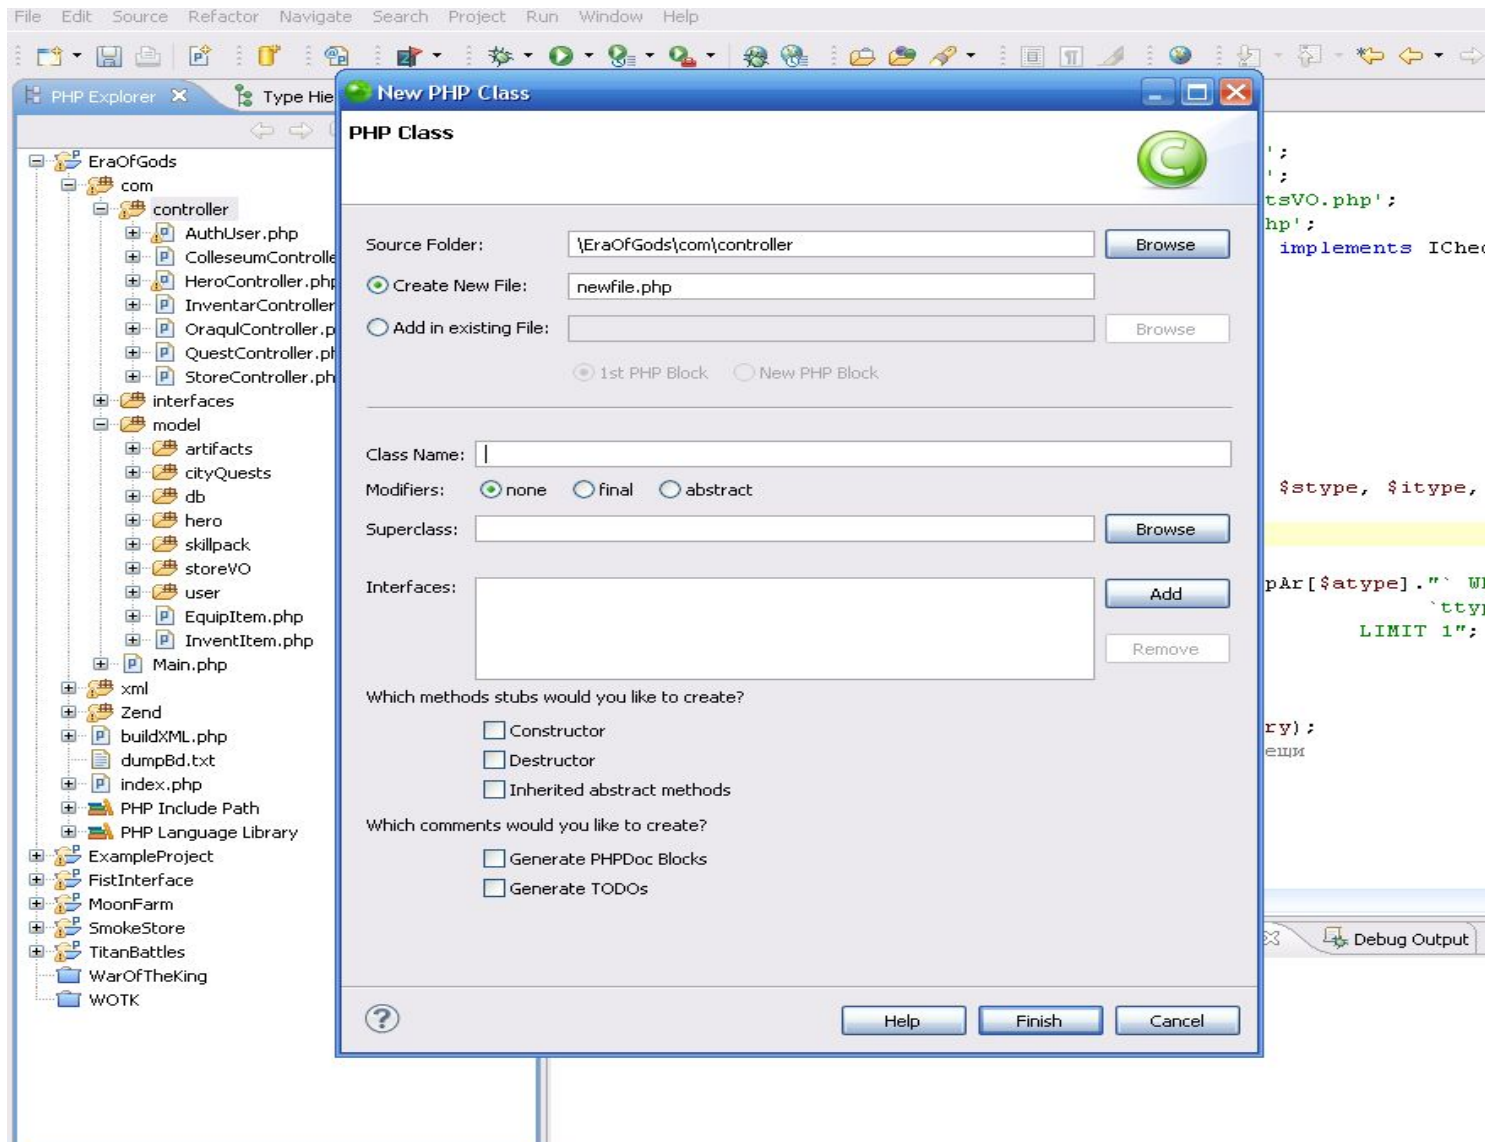 File Edit Source Refactor Navigate Search Project Run Window Help
PHP Explorer
Type Hie
New PHP Class
PHP Class
EraOfGods
com
controller
AuthUser.php
ColleseumControlle
HeroController.php
InventarController
OraqulController.p
QuestController.ph
StoreController.ph
interfaces
model
artifacts
cityQuests
db
hero
skillpack
storeVO
user
EquipItem.php
InventItem.php
Main.php
xml
Zend
buildXML.php
dumpBd.txt
index.php
PHP Include Path
PHP Language Library
ExampleProject
FistInterface
MoonFarm
SmokeStore
TitanBattles
WarOfTheKing
WOTK
Source Folder: \EraOfGods\com\controller Browse
Create New File: newfile.php
Add in existing File: Browse
1st PHP Block New PHP Block
Class Name:
Modifiers: none final abstract
Superclass: Browse
Interfaces: Add
Remove
Which methods stubs would you like to create?
Constructor
Destructor
Inherited abstract methods
Which comments would you like to create?
Generate PHPDoc Blocks
Generate TODOs
Help Finish Cancel
';
';
tsVO.php';
hp';
implements IChec
$stype, $itype,
pAr[$atype]."` W
`ttyp
LIMIT 1";
ry);
ещи
Debug Output